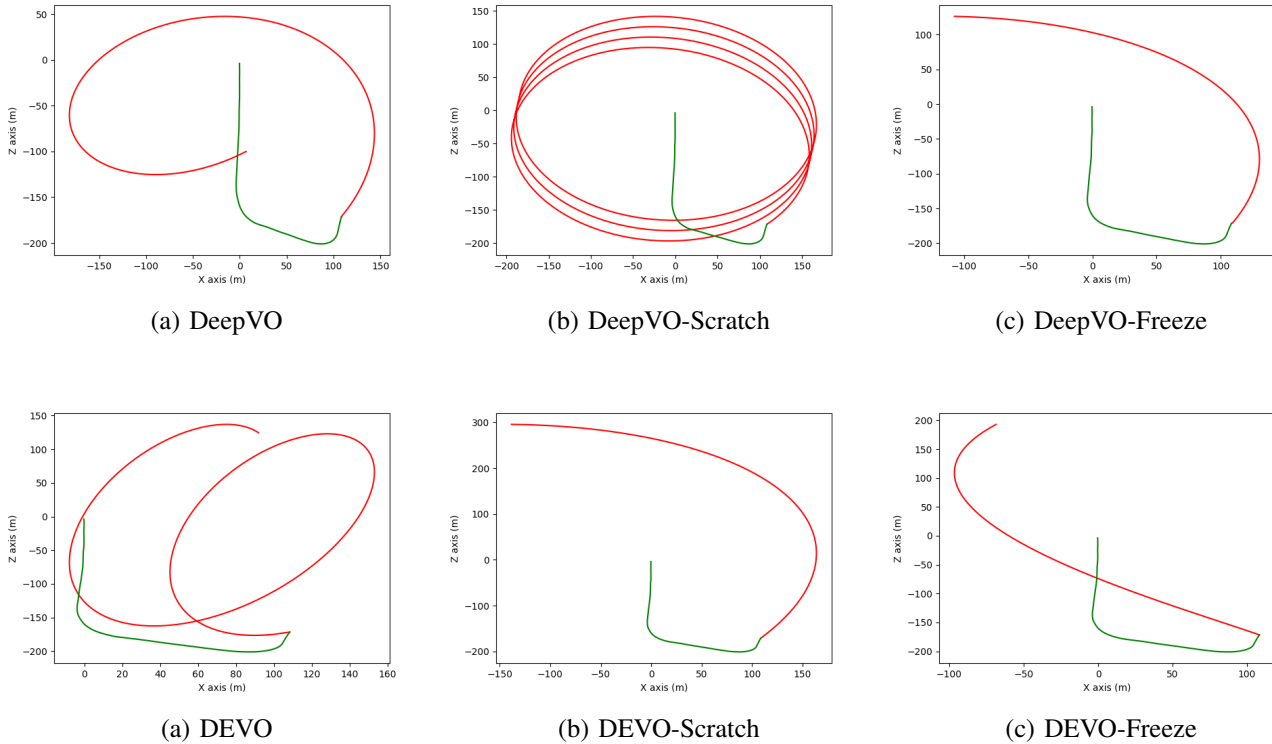 50
0
−50
−100
−150
−200
−150 −100 −50 0 50 100 150
Z axis (m)
X axis (m)
(a) DeepVO
150
100
50
0
−50
−100
−150
−200
−200 −150 −100 −50 0 50 100 150
Z axis (m)
X axis (m)
(b) DeepVO-Scratch
100
50
0
−50
−100
−150
−200
−100 −50 0 50 100
Z axis (m)
X axis (m)
(c) DeepVO-Freeze
150
100
50
0
−50
−100
−150
−200
0 20 40 60 80 100 120 140 160
Z axis (m)
X axis (m)
(a) DEVO
300
200
100
0
−100
−200
−150 −100 −50 0 50 100 150
Z axis (m)
X axis (m)
(b) DEVO-Scratch
200
150
100
50
0
−50
−100
−150
−200
−100 −50 0 50 100
Z axis (m)
X axis (m)
(c) DEVO-Freeze